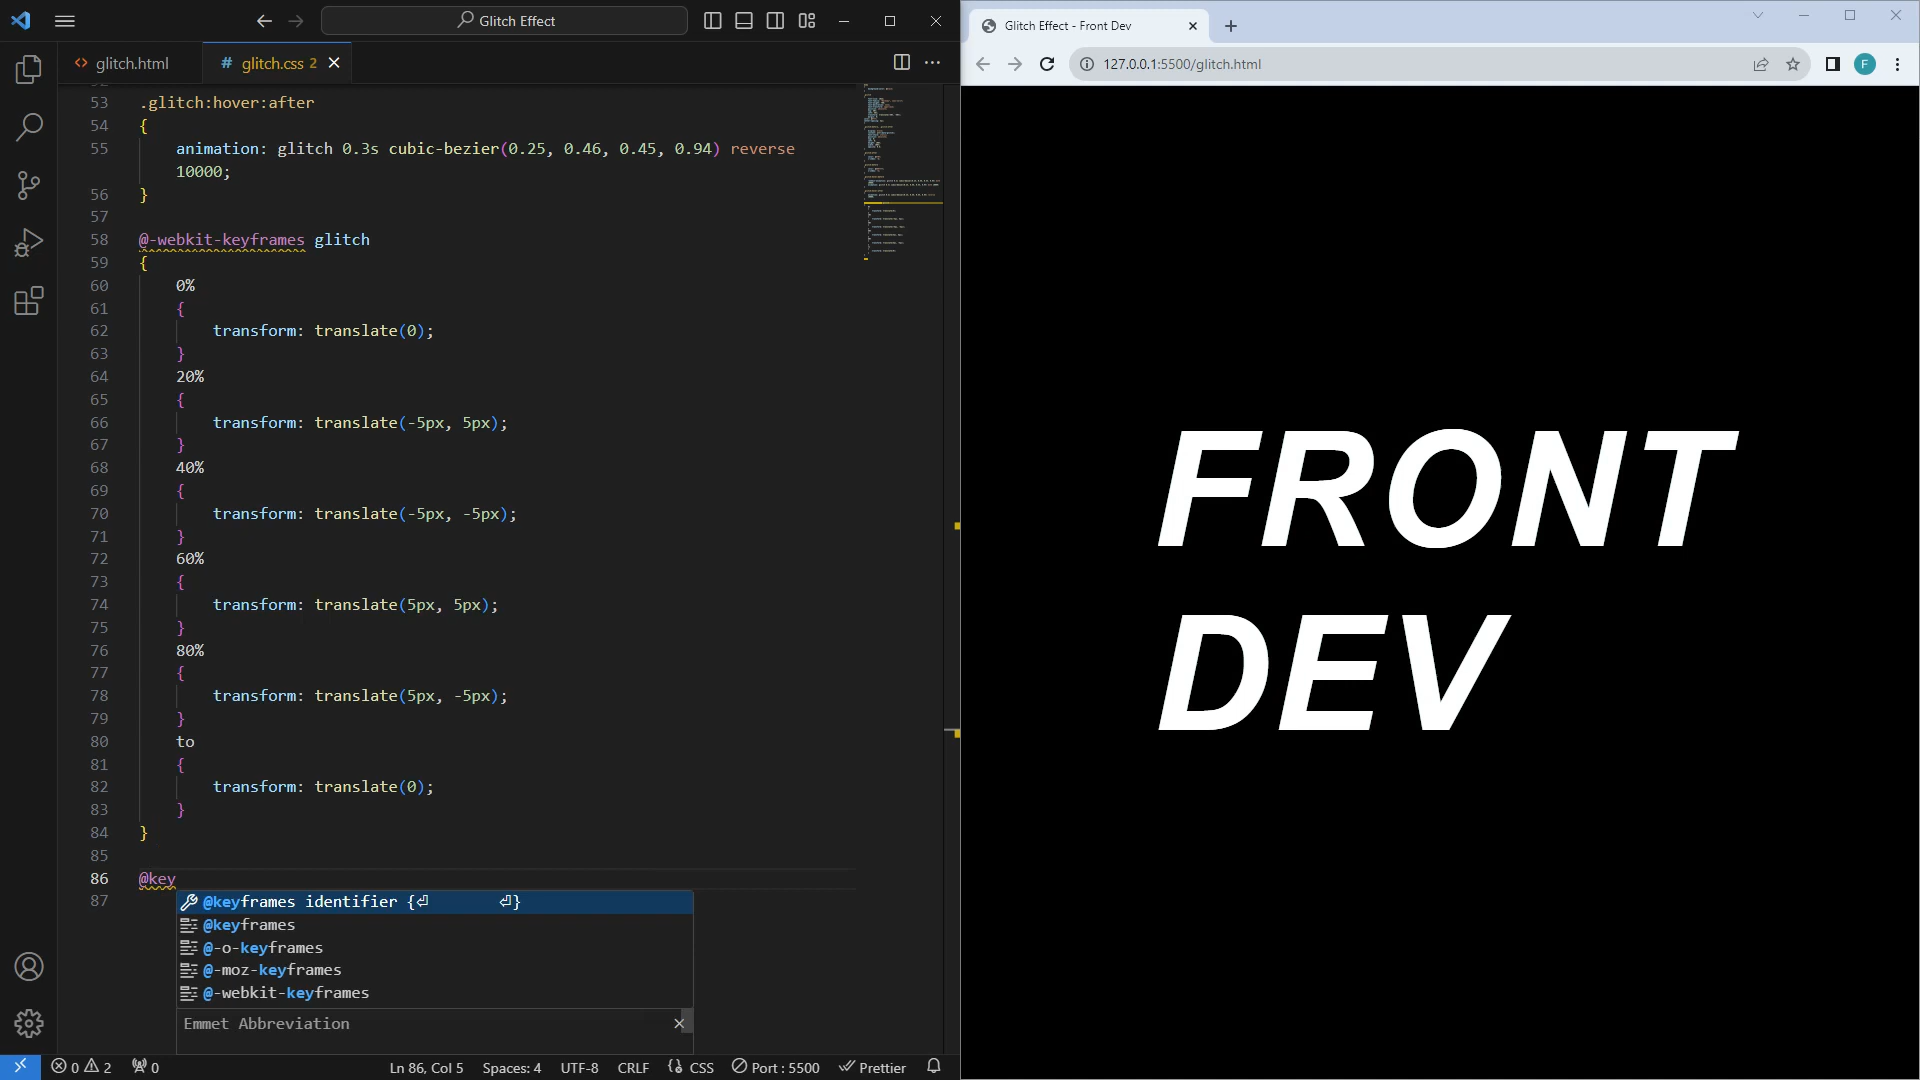 Glitch Effect
glitch.html
glitch.css 2
53 .glitch:hover:after
54 {
55 animation: glitch 0.3s cubic-bezier(0.25, 0.46, 0.45, 0.94) reverse
10000;
56 }
57
58 @-webkit-keyframes glitch
59 {
60 0%
61 {
62 transform: translate(0);
63 }
64 20%
65 {
66 transform: translate(-5px, 5px);
67 }
68 40%
69 {
70 transform: translate(-5px, -5px);
71 }
72 60%
73 {
74 transform: translate(5px, 5px);
75 }
76 80%
77 {
78 transform: translate(5px, -5px);
79 }
80 to
81 {
82 transform: translate(0);
83 }
84 }
85
86 @key
87
@keyframes identifier {⏎ ⏎}
@keyframes
@-o-keyframes
@-moz-keyframes
@-webkit-keyframes
Emmet Abbreviation
0 2 0 Ln 86, Col 5 Spaces: 4 UTF-8 CRLF CSS Port : 5500 Prettier
Glitch Effect - Front Dev
127.0.0.1:5500/glitch.html
F
FRONT
DEV